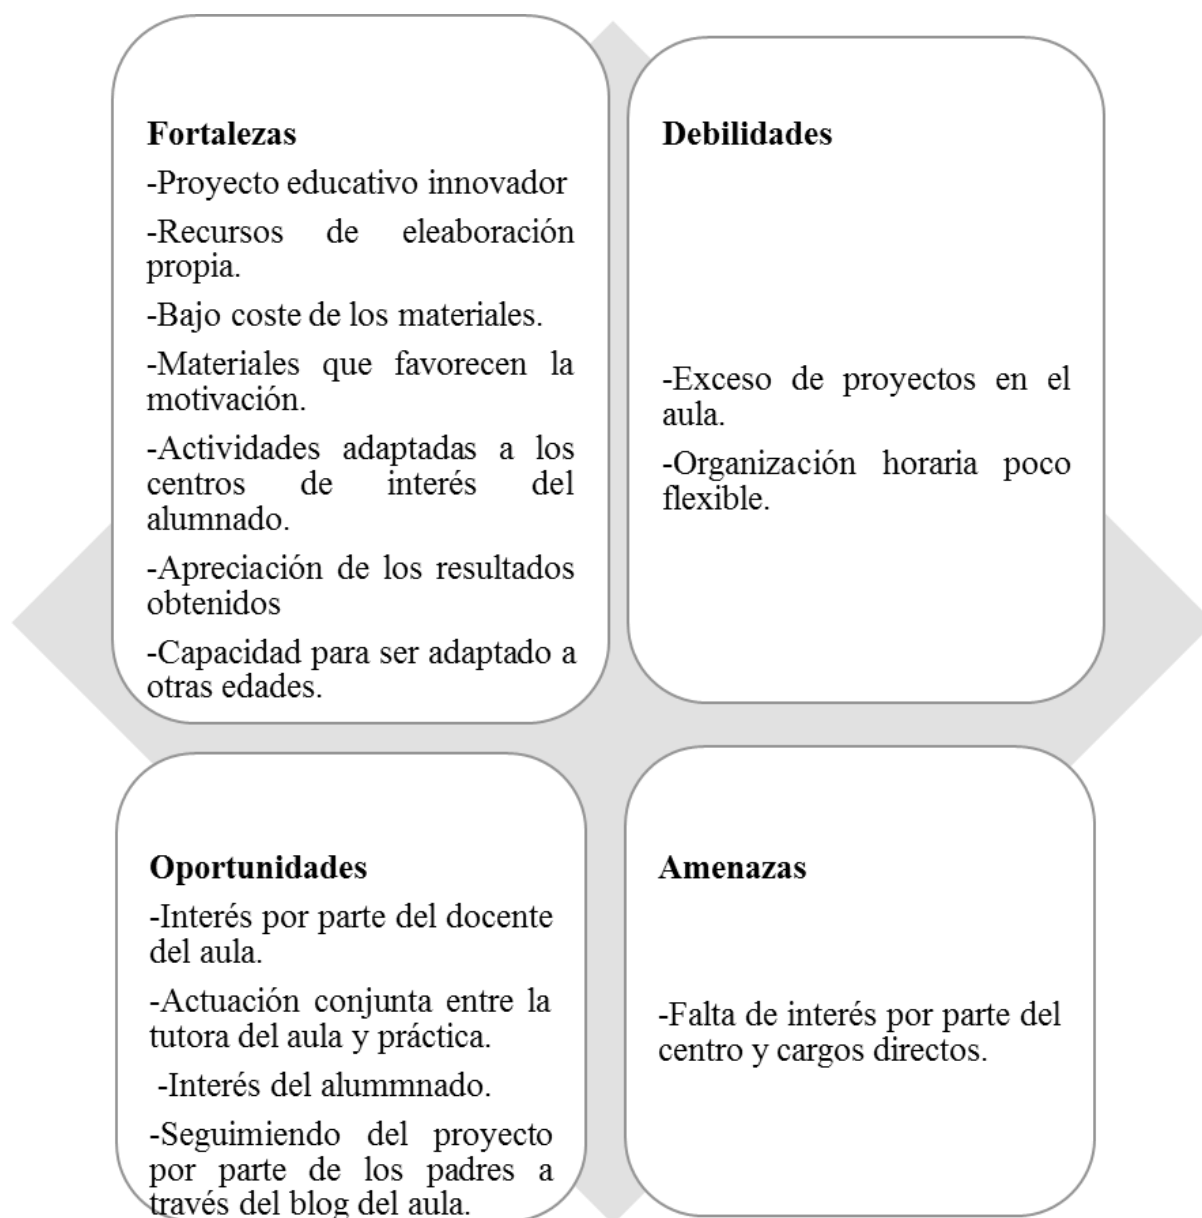 Fortalezas
-Proyecto educativo innovador
-Recursos de eleaboración
propia.
-Bajo coste de los materiales.
-Materiales que favorecen la
motivación.
-Actividades adaptadas a los
centros de interés del
alumnado.
-Apreciación de los resultados
obtenidos
-Capacidad para ser adaptado a
otras edades.
Debilidades
-Exceso de proyectos en el
aula.
-Organización horaria poco
flexible.
Oportunidades
-Interés por parte del docente
del aula.
-Actuación conjunta entre la
tutora del aula y práctica.
-Interés del alummnado.
-Seguimiendo del proyecto
por parte de los padres a
través del blog del aula.
Amenazas
-Falta de interés por parte del
centro y cargos directos.